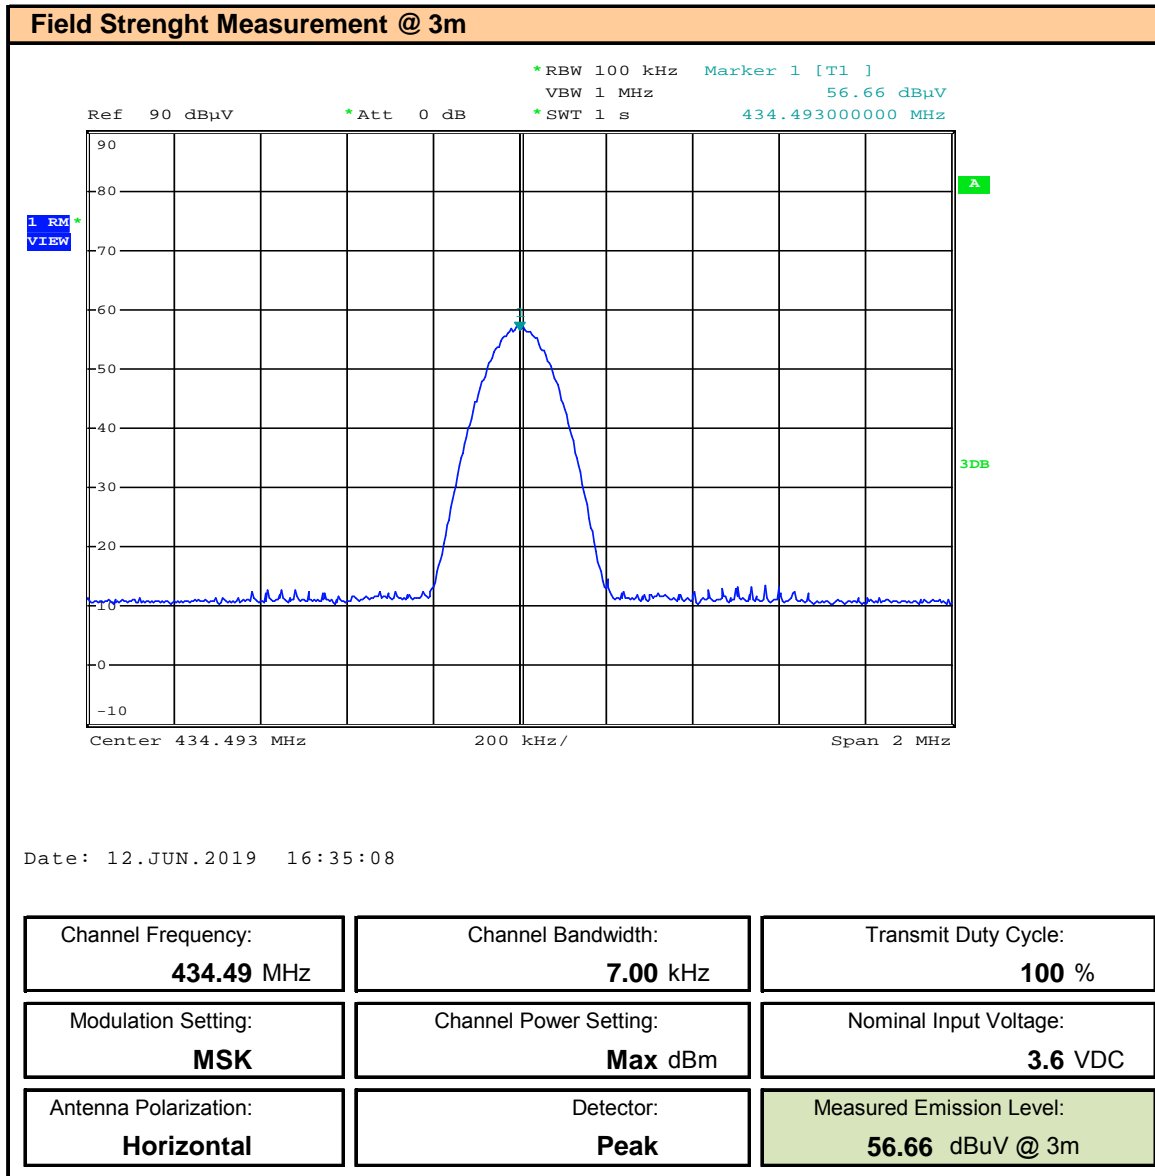 Field Strenght Measurement @ 3m
*RBW 100 kHz Marker 1 [T1 ]
VBW 1 MHz 56.66 dBµV
Ref 90 dBµV *Att 0 dB *SWT 1 s 434.493000000 MHz
90
80
A
1 RM *
VIEW
70
60
1
50
40
3DB
30
20
10
0
-10
Center 434.493 MHz 200 kHz/ Span 2 MHz
Date: 12.JUN.2019 16:35:08
Channel Frequency: Channel Bandwidth: Transmit Duty Cycle:
434.49 MHz 7.00 kHz 100 %
Modulation Setting: Channel Power Setting: Nominal Input Voltage:
MSK Max dBm 3.6 VDC
Antenna Polarization: Detector: Measured Emission Level:
Horizontal Peak 56.66 dBuV @ 3m